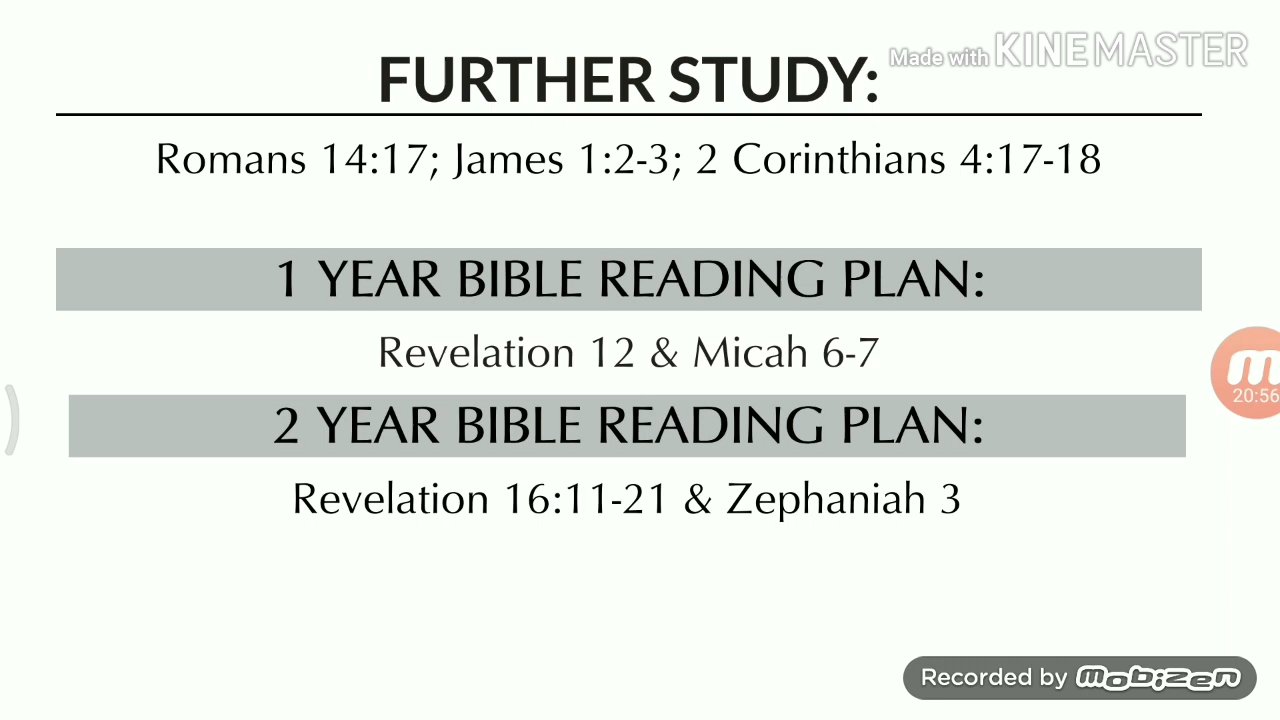 Made with KINEMASTER
FURTHER STUDY:
Romans 14:17; James 1:2-3; 2 Corinthians 4:17-18
1 YEAR BIBLE READING PLAN:
Revelation 12 & Micah 6-7
20:56
2 YEAR BIBLE READING PLAN:
Revelation 16:11-21 & Zephaniah 3
Recorded by mobizen